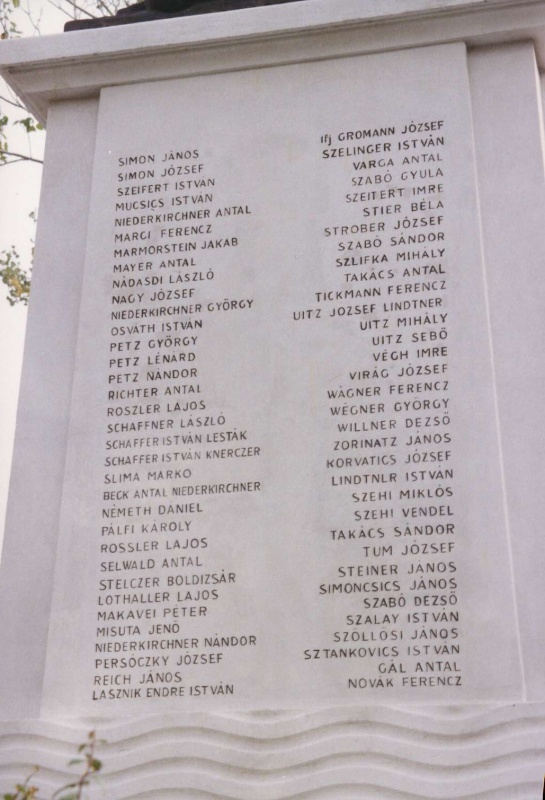 SIMON JÁNOS
SIMON JÓZSEF
SZEIFERT ISTVÁN
MUCSICS ISTVÁN
NIEDERKIRCHNER ANTAL
MARGI FERENCZ
MARMORSTEIN JAKAB
MAYER ANTAL
NÁDASDI LÁSZLÓ
NAGY JÓZSEF
NIEDERKIRCHNER GYÖRGY
OSVÁTH ISTVÁN
PETZ GYÖRGY
PETZ LÉNÁRD
PETZ NÁNDOR
RICHTER ANTAL
ROSZLER LAJOS
SCHAFFNER LÁSZLÓ
SCHAFFER ISTVÁN LESTÁK
SCHAFFER ISTVÁN KNERCZER
SLIMA MARKO
BECK ANTAL NIEDERKIRCHNER
NÉMETH DÁNIEL
PÁLFI KÁROLY
ROSSLER LAJOS
SELWALD ANTAL
STELCZER BOLDIZSÁR
LOTHALLER LAJOS
MAKAVEI PÉTER
MISUTA JENŐ
NIEDERKIRCHNER NÁNDOR
PERSÓCZKY JÓZSEF
REICH JÁNOS
LASZNIK ENDRE ISTVÁN
Ifj GROMANN JÓZSEF
SZELINGER ISTVÁN
VARGA ANTAL
SZABÓ GYULA
SZEITERT IMRE
STIER BÉLA
STROBER JÓZSEF
SZABÓ SÁNDOR
SZLIFKA MIHÁLY
TAKÁCS ANTAL
TICKMANN FERENCZ
UITZ JOZSEF LINDTNER
UITZ MIHÁLY
UITZ SEBŐ
VÉGH IMRE
VIRÁG JÓZSEF
WÁGNER FERENCZ
WÉGNER GYÖRGY
WILLNER DEZSŐ
ZORINATZ JÁNOS
KORVATICS JÓZSEF
LINDTNLR ISTVÁN
SZEHI MIKLÓS
SZEHI VENDEL
TAKÁCS SÁNDOR
TUM JÓZSEF
STEINER JÁNOS
SIMONCSICS JÁNOS
SZABÓ DEZSŐ
SZALAY ISTVÁN
SZÖLLŐSI JÁNOS
SZTANKOVICS ISTVÁN
GÁL ANTAL
NOVÁK FERENCZ